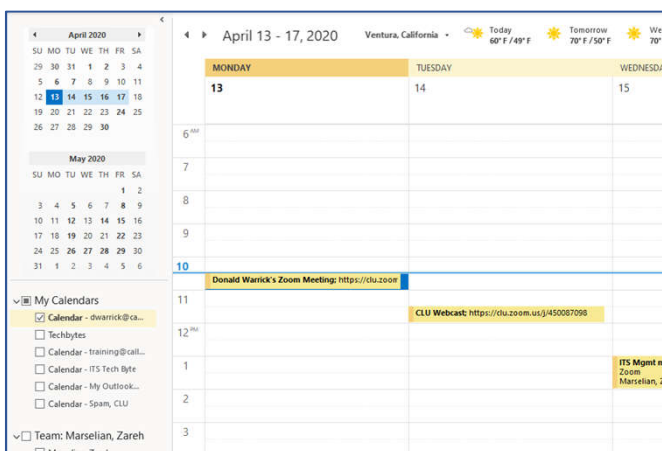 April 2020
SU MO TU WE TH FR SA
29 30 31 1 2 3 4
5 6 7 8 9 10 11
12 13 14 15 16 17 18
19 20 21 22 23 24 25
26 27 28 29 30
May 2020
SU MO TU WE TH FR SA
1 2
3 4 5 6 7 8 9
10 11 12 13 14 15 16
17 18 19 20 21 22 23
24 25 26 27 28 29 30
31 1 2 3 4 5 6
My Calendars
Calendar - dwarrick@ca...
Techbytes
Calendar - training@call...
Calendar - ITS Tech Byte
Calendar - My Outlook...
Calendar - Spam, CLU
Team: Marselian, Zareh
April 13 - 17, 2020
Ventura, California
Today
60° F / 49° F
Tomorrow
70° F / 50° F
We
70°
MONDAY TUESDAY WEDNESDA
13 14 15
6 AM
7
8
9
10
Donald Warrick's Zoom Meeting; https://clu.zoom
11
CLU Webcast; https://clu.zoom.us/j/450087098
12 PM
1
ITS Mgmt m
Zoom
Marselian, Z
2
3